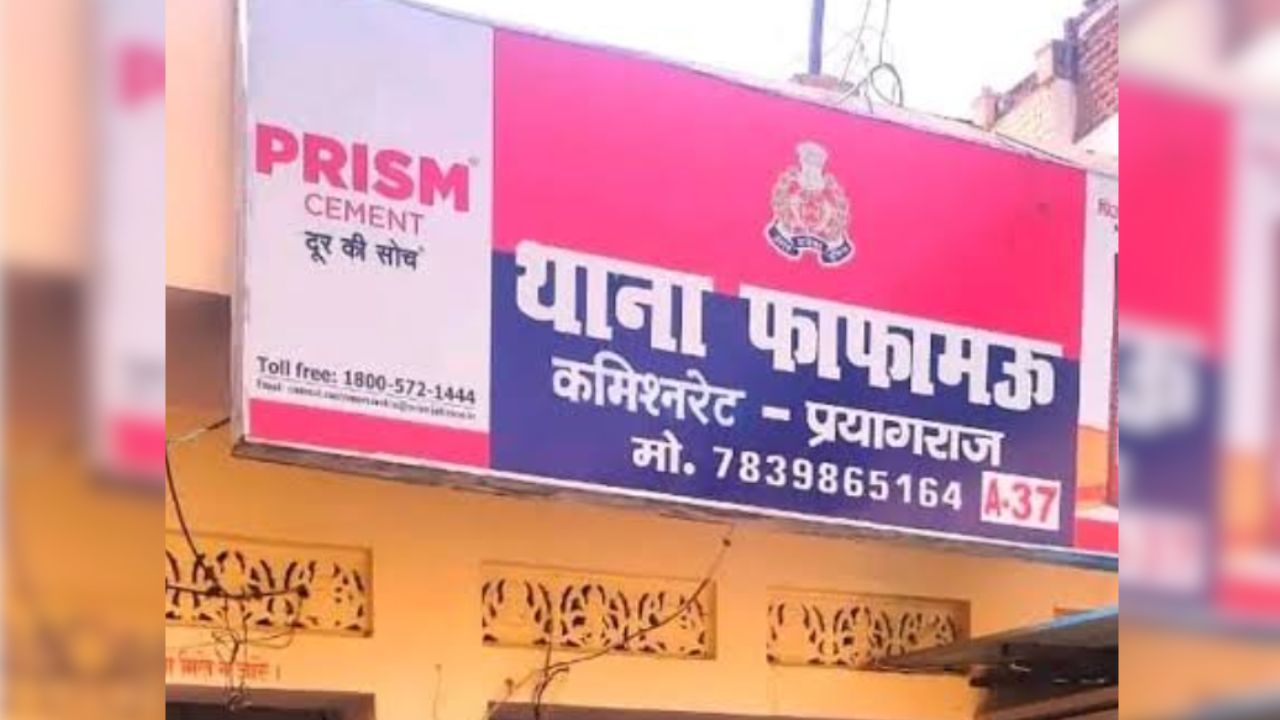 PRISM
CEMENT
दूर की सोच
Toll free: 1800-572-1444
थाना फाफामऊ
कमिश्नरेट – प्रयागराज
मो. 7839865164
A-37